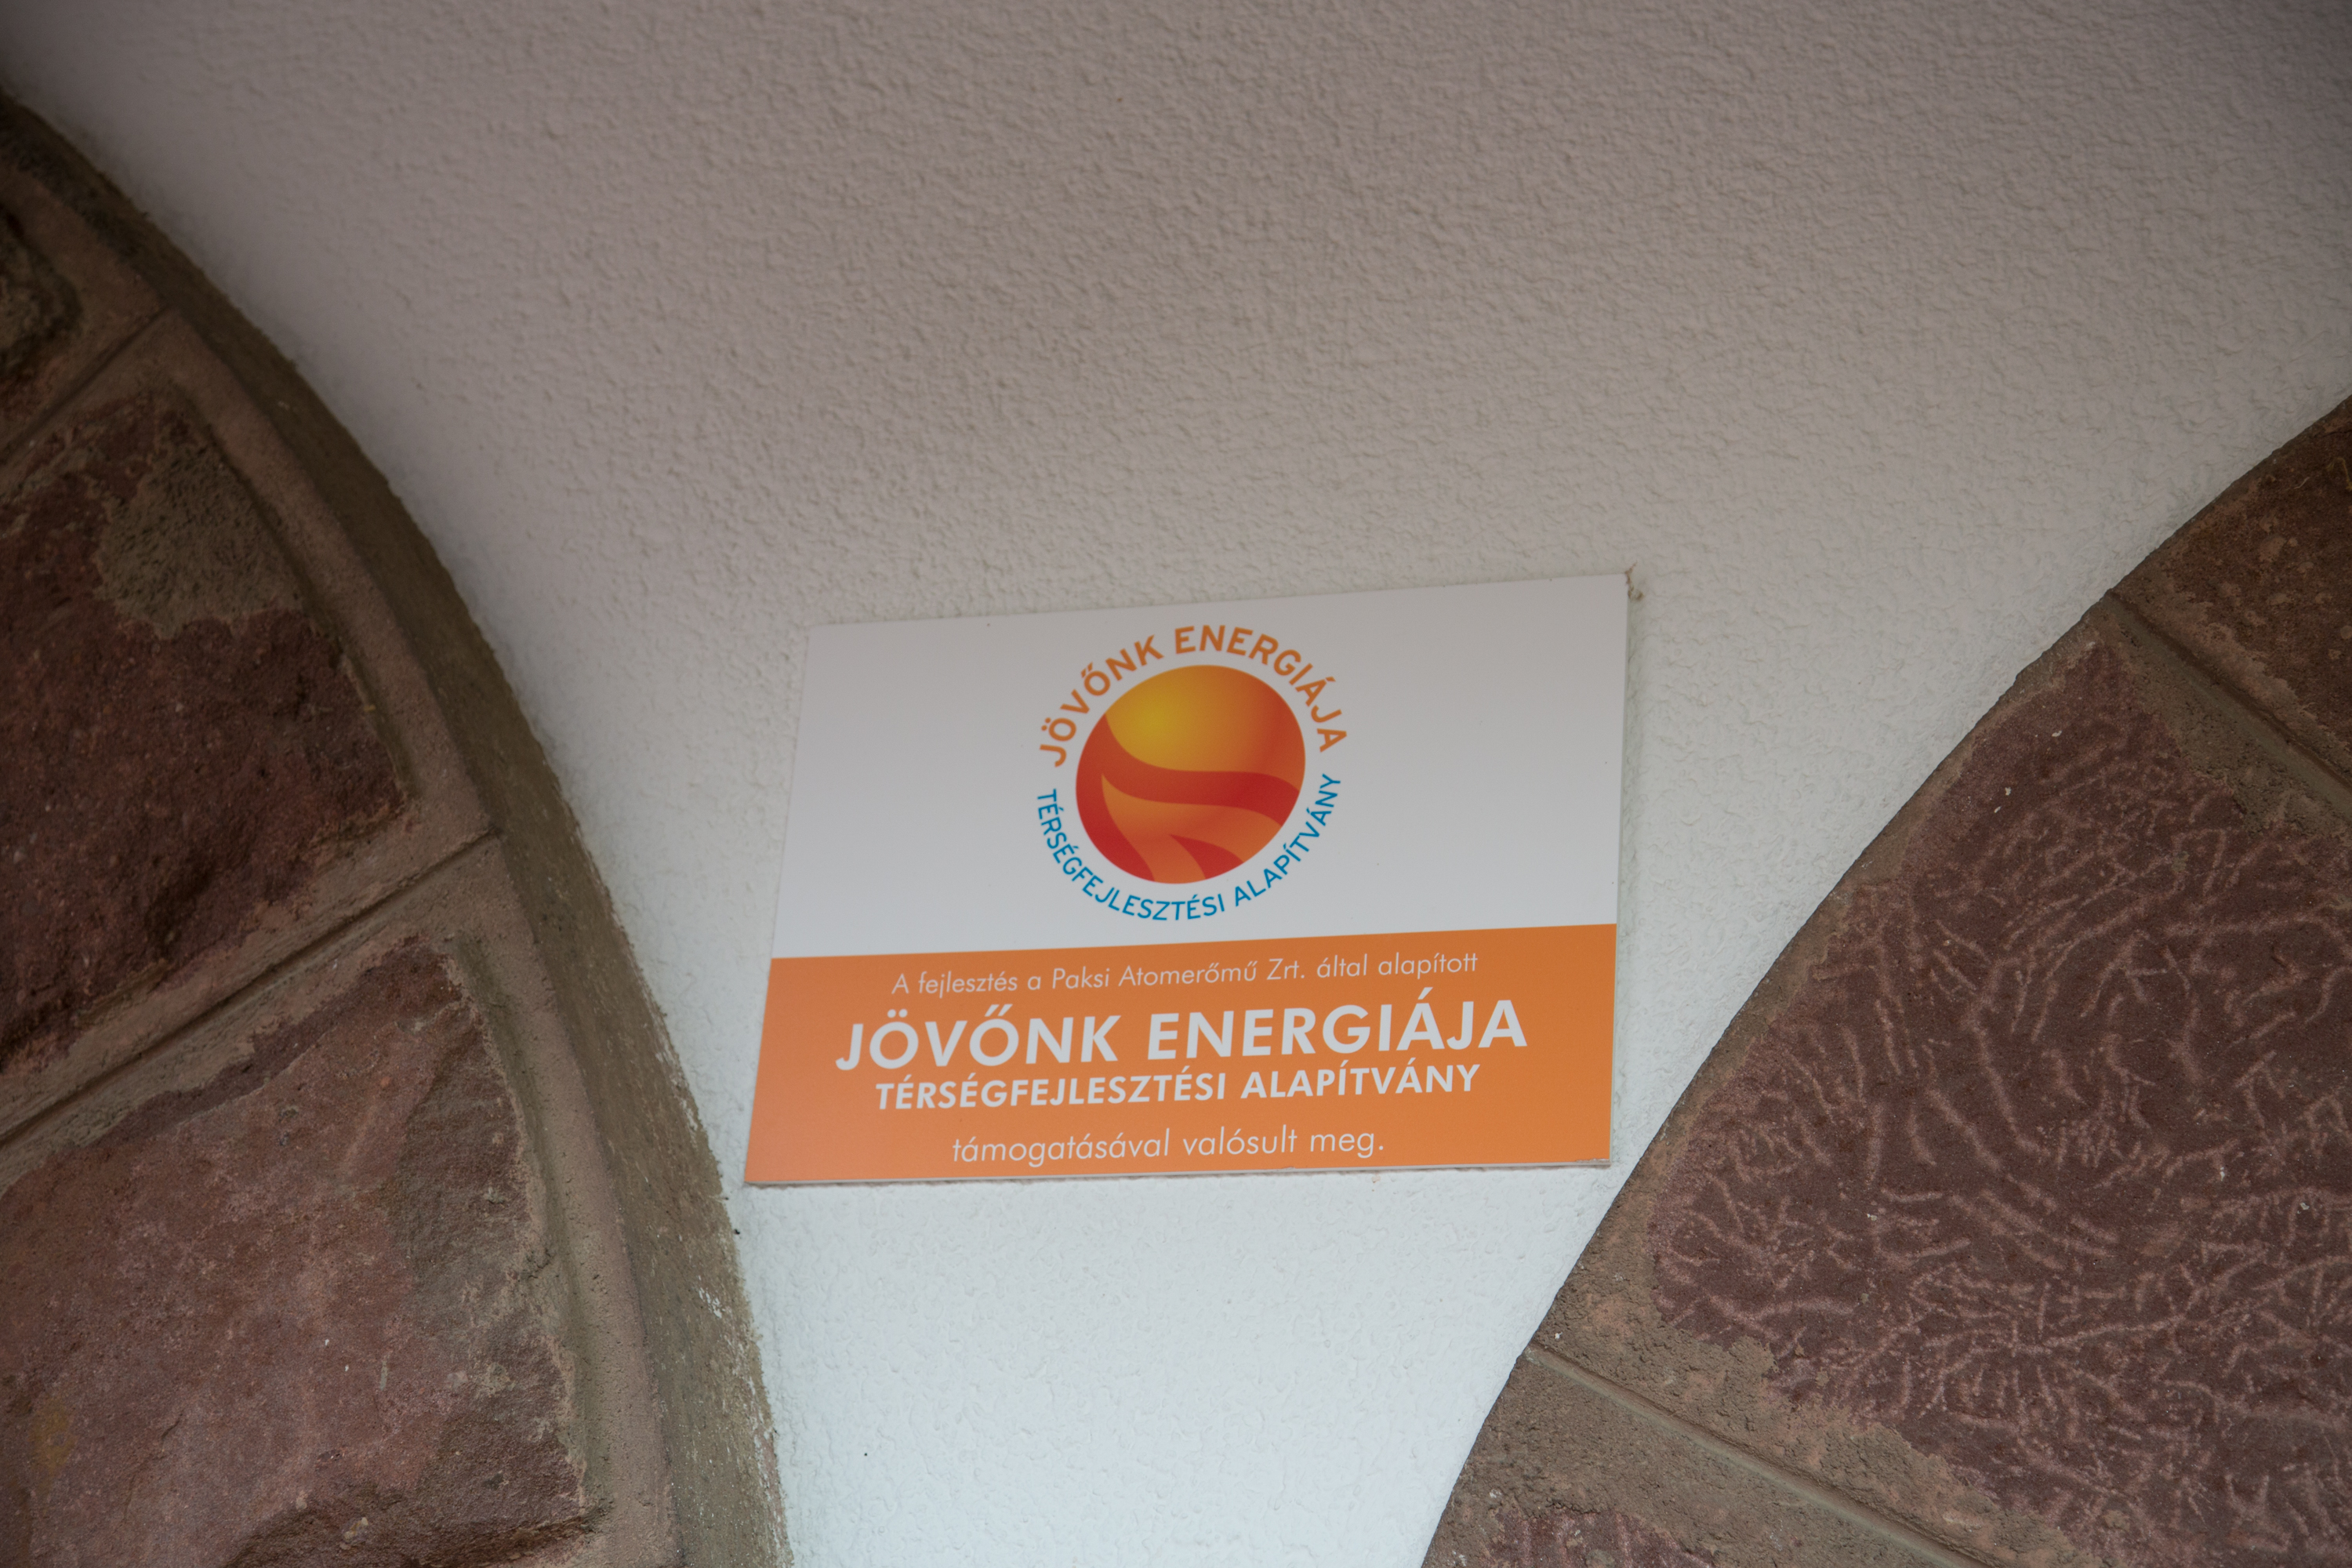 JÖVŐNK ENERGIÁJA
TÉRSÉGFEJLESZTÉSI ALAPÍTVÁNY
A fejlesztés a Paksi Atomerőmű Zrt. által alapított
JÖVŐNK ENERGIÁJA
TÉRSÉGFEJLESZTÉSI ALAPÍTVÁNY
támogatásával valósult meg.